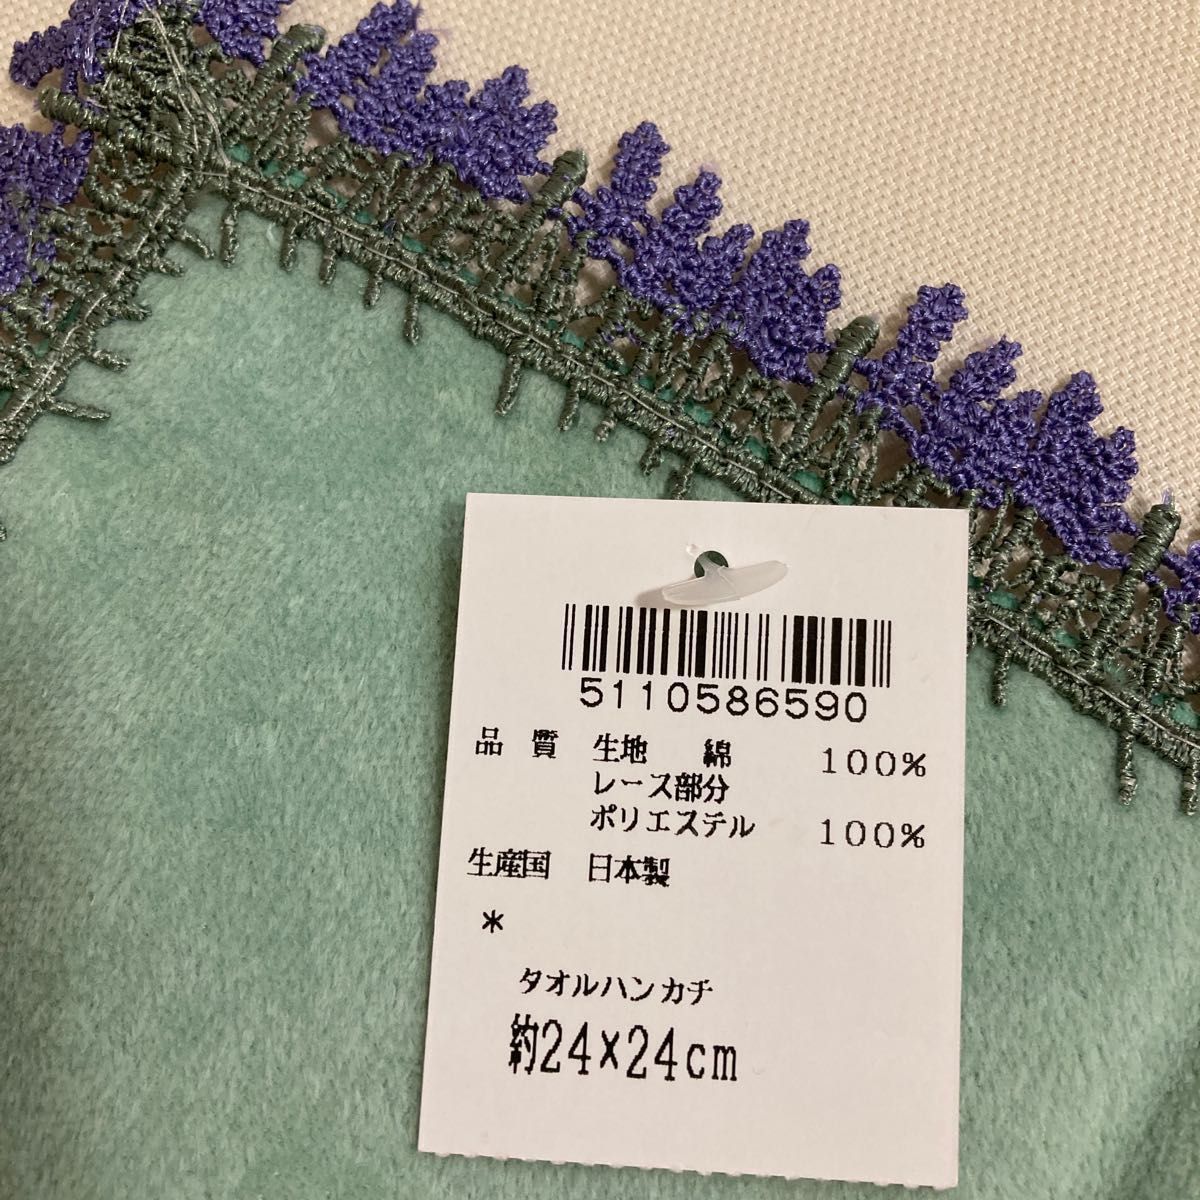 5110586590
品 質 生地 綿 100%
レース部分
ポリエステル 100%
生産国 日本製
*
タオルハンカチ
約24×24cm